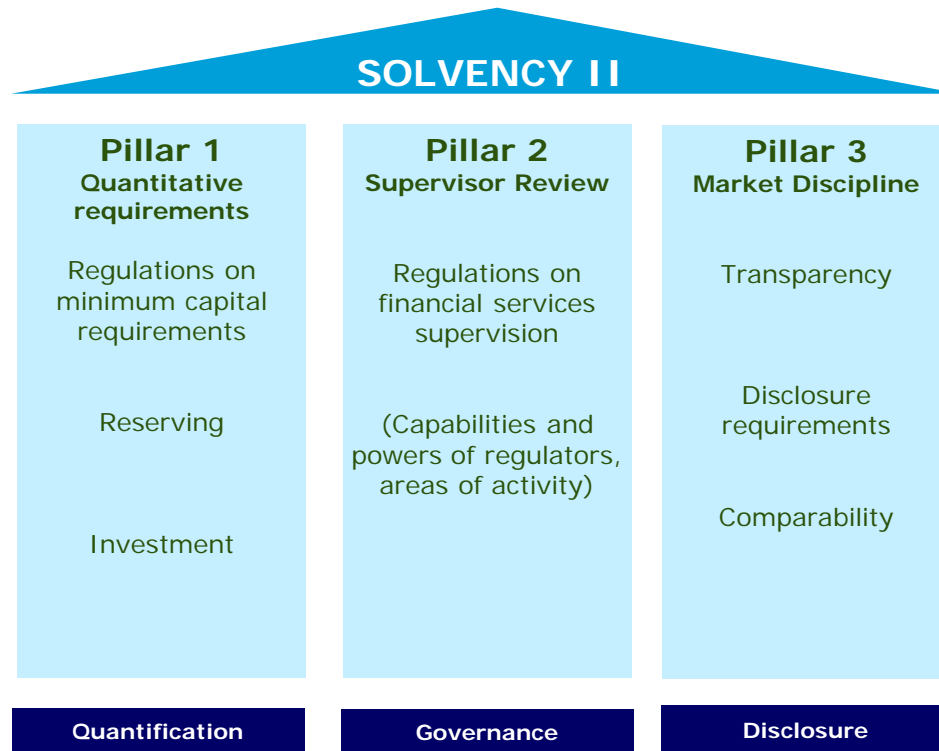 SOLVENCY II
Pillar 1
Quantitative
requirements
Regulations on
minimum capital
requirements
Reserving
Investment
Quantification
Pillar 2
Supervisor Review
Regulations on
financial services
supervision
(Capabilities and
powers of regulators,
areas of activity)
Governance
Pillar 3
Market Discipline
Transparency
Disclosure
requirements
Comparability
Disclosure